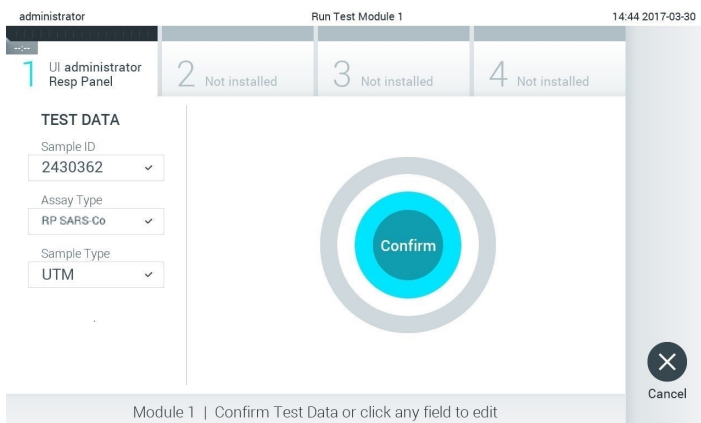 administrator
Run Test Module 1
14:44 2017-03-30
--:--
1
UI administrator
Resp Panel
2 Not installed
3 Not installed
4 Not installed
TEST DATA
Sample ID
2430362
Assay Type
RP SARS-Co
Sample Type
UTM
Confirm
Cancel
Module 1 | Confirm Test Data or click any field to edit